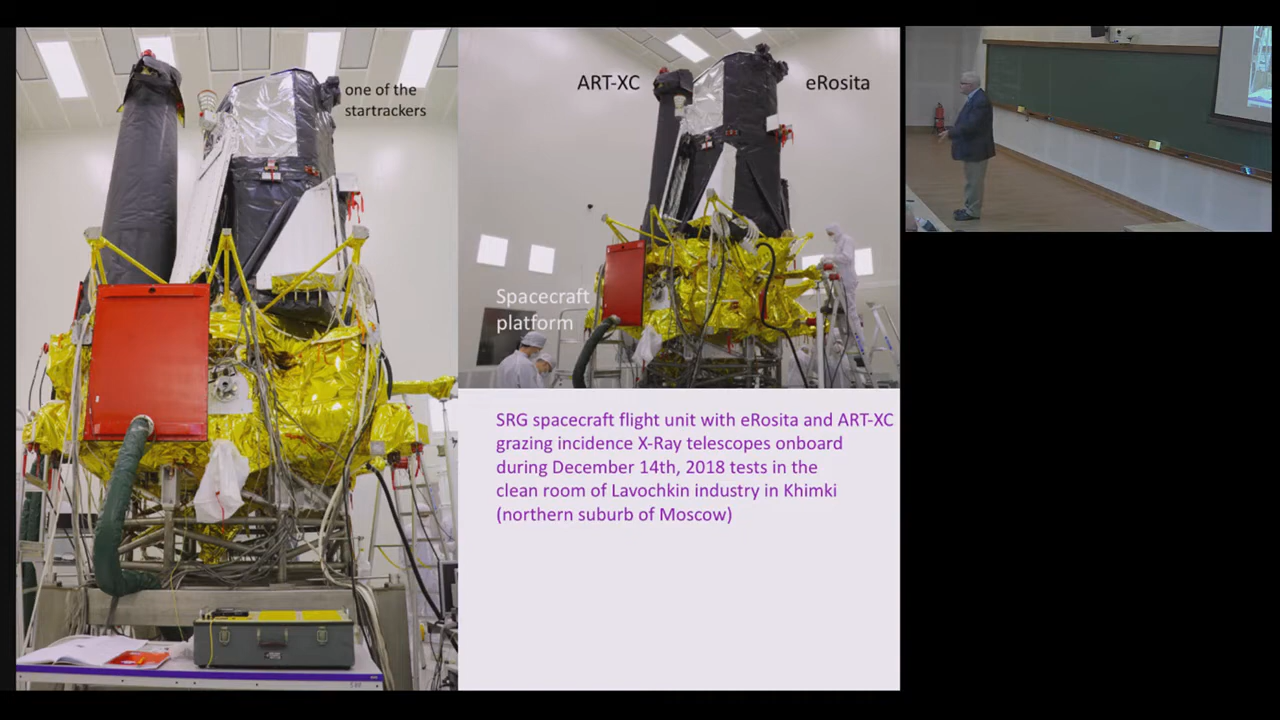 one of the
startrackers
ART-XC
eRosita
Spacecraft
platform
SRG spacecraft flight unit with eRosita and ART-XC
grazing incidence X-Ray telescopes onboard
during December 14th, 2018 tests in the
clean room of Lavochkin industry in Khimki
(northern suburb of Moscow)